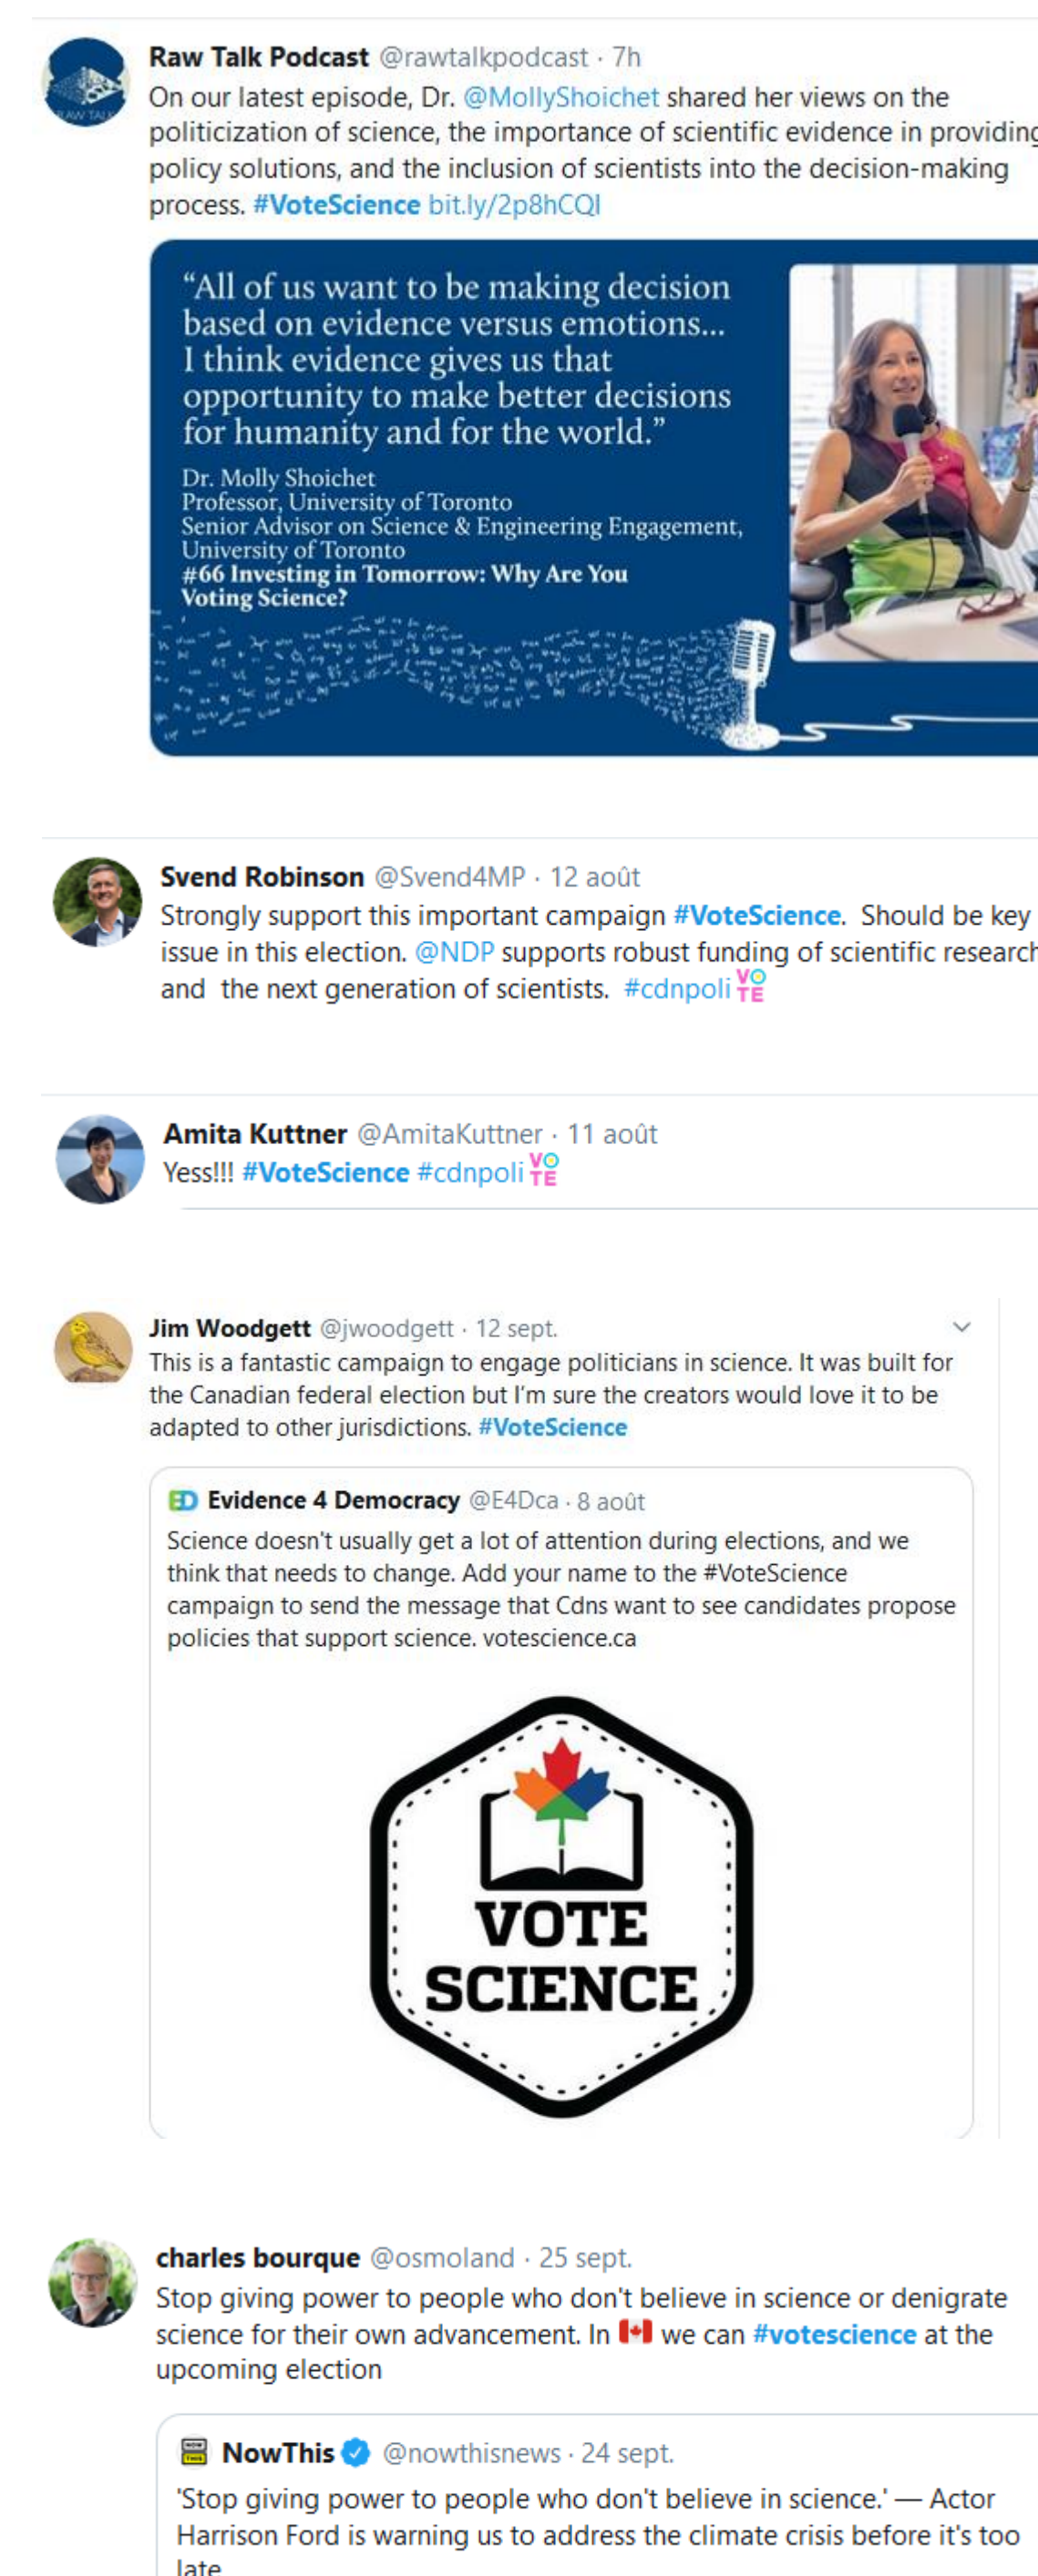 Raw Talk Podcast @rawtalkpodcast · 7h
On our latest episode, Dr. @MollyShoichet shared her views on the
politicization of science, the importance of scientific evidence in providing
policy solutions, and the inclusion of scientists into the decision-making
process. #VoteScience bit.ly/2p8hCQI
RAW TALK
“All of us want to be making decision
based on evidence versus emotions...
I think evidence gives us that
opportunity to make better decisions
for humanity and for the world.”
Dr. Molly Shoichet
Professor, University of Toronto
Senior Advisor on Science & Engineering Engagement,
University of Toronto
#66 Investing in Tomorrow: Why Are You
Voting Science?
Svend Robinson @Svend4MP · 12 août
Strongly support this important campaign #VoteScience. Should be key
issue in this election. @NDP supports robust funding of scientific research
and the next generation of scientists. #cdnpoli VOTE
Amita Kuttner @AmitaKuttner · 11 août
Yess!!! #VoteScience #cdnpoli VOTE
Jim Woodgett @jwoodgett · 12 sept.
This is a fantastic campaign to engage politicians in science. It was built for
the Canadian federal election but I'm sure the creators would love it to be
adapted to other jurisdictions. #VoteScience
ED Evidence 4 Democracy @E4Dca · 8 août
Science doesn't usually get a lot of attention during elections, and we
think that needs to change. Add your name to the #VoteScience
campaign to send the message that Cdns want to see candidates propose
policies that support science. votescience.ca
VOTE
SCIENCE
charles bourque @osmoland · 25 sept.
Stop giving power to people who don't believe in science or denigrate
science for their own advancement. In 🇨🇦 we can #votescience at the
upcoming election
NOW THIS NowThis @nowthisnews · 24 sept.
'Stop giving power to people who don't believe in science.' — Actor
Harrison Ford is warning us to address the climate crisis before it's too
late